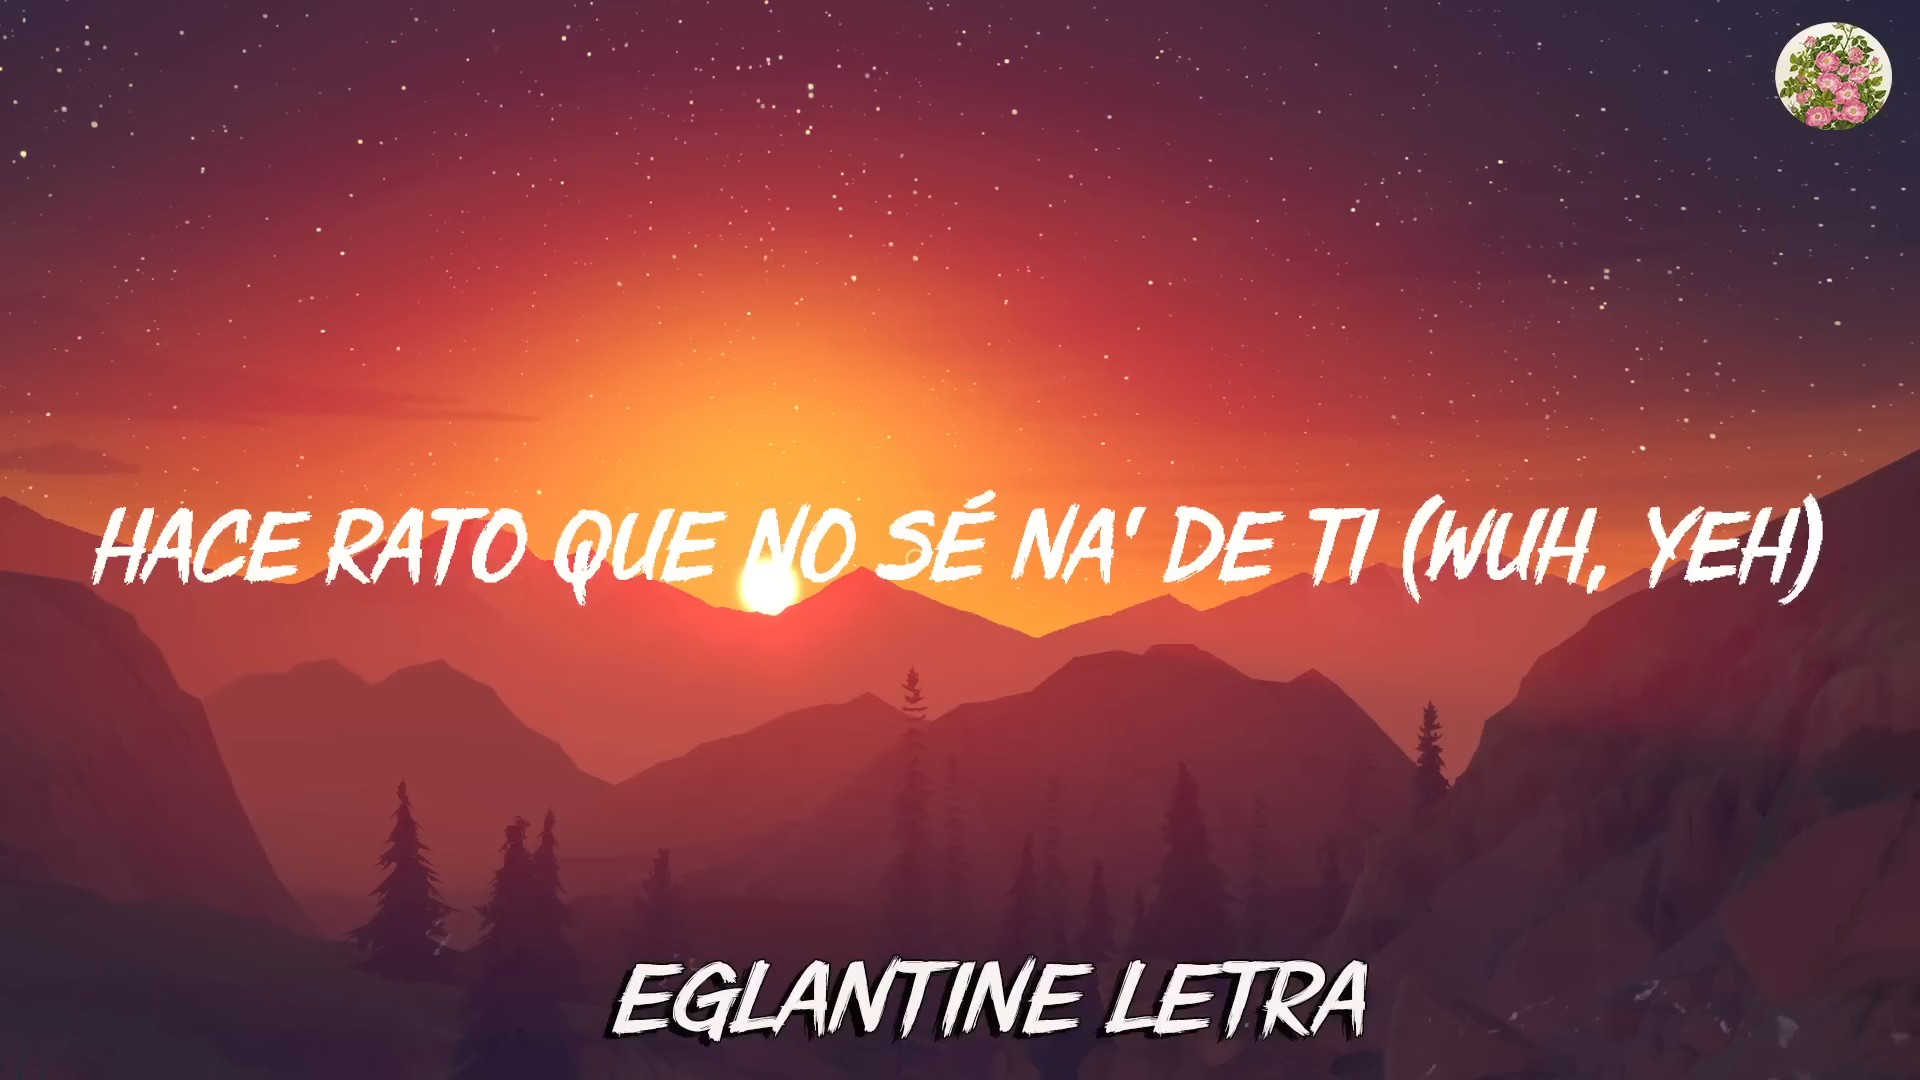 HACE RATO QUE NO SÉ NA' DE TI (WUH, YEH)
EGLANTINE LETRA